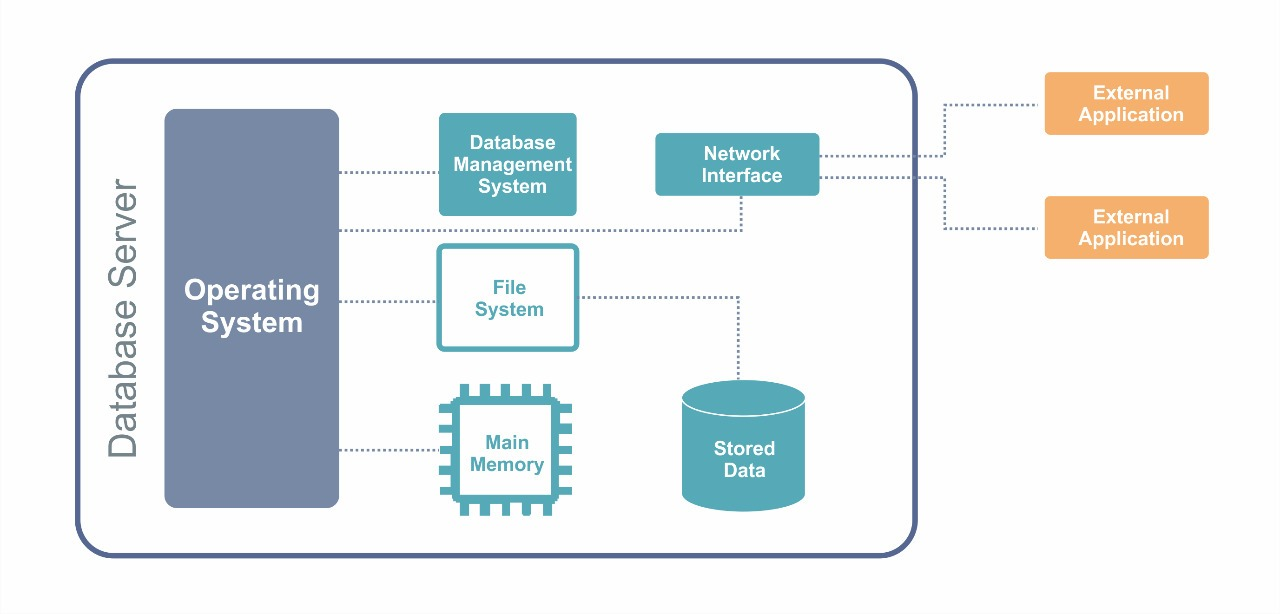 Database Server
Operating
System
Database
Management
System
Network
Interface
File
System
Main
Memory
Stored
Data
External
Application
External
Application